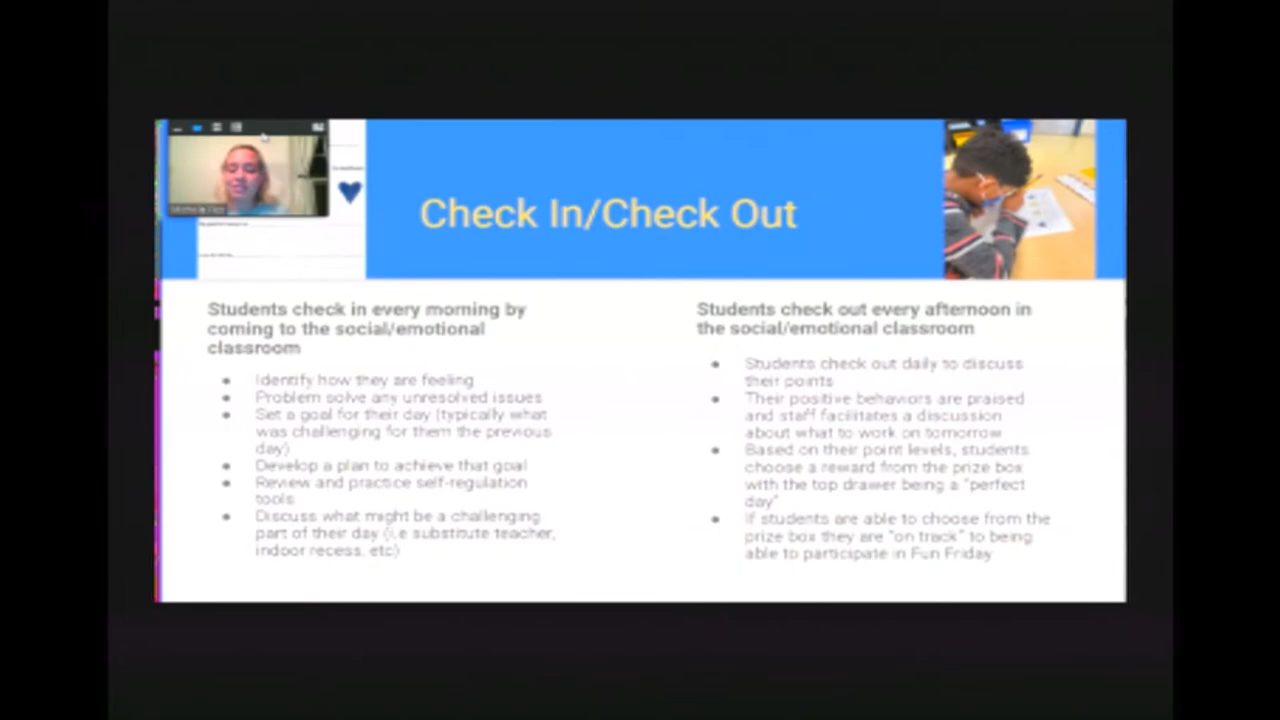 Check In/Check Out
Students check in every morning by
coming to the social/emotional
classroom
• Identify how they are feeling
• Problem solve any unresolved issues
• Set a goal for their day (typically what
was challenging for them the previous
day)
• Develop a plan to achieve that goal
• Review and practice self-regulation
tools
• Discuss what might be a challenging
part of their day (i.e substitute teacher,
indoor recess, etc)
Students check out every afternoon in
the social/emotional classroom
• Students check out daily to discuss
their points
• Their positive behaviors are praised
and staff facilitates a discussion
about what to work on tomorrow
• Based on their point levels, students
choose a reward from the prize box
with the top drawer being a "perfect
day"
• If students are able to choose from the
prize box they are "on track" to being
able to participate in Fun Friday